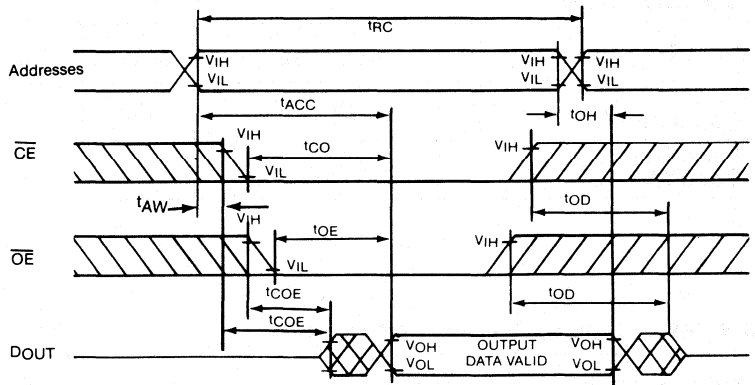 tRC
Addresses
VIH
VIL
VIH
VIL
VIH
VIL
tACC
tOH
CE
VIH
VIL
tCO
VIH
tAW
tOD
OE
VIH
VIL
tOE
VIH
tCOE
tOD
tCOE
DOUT
VOH
VOL
OUTPUT
DATA VALID
VOH
VOL